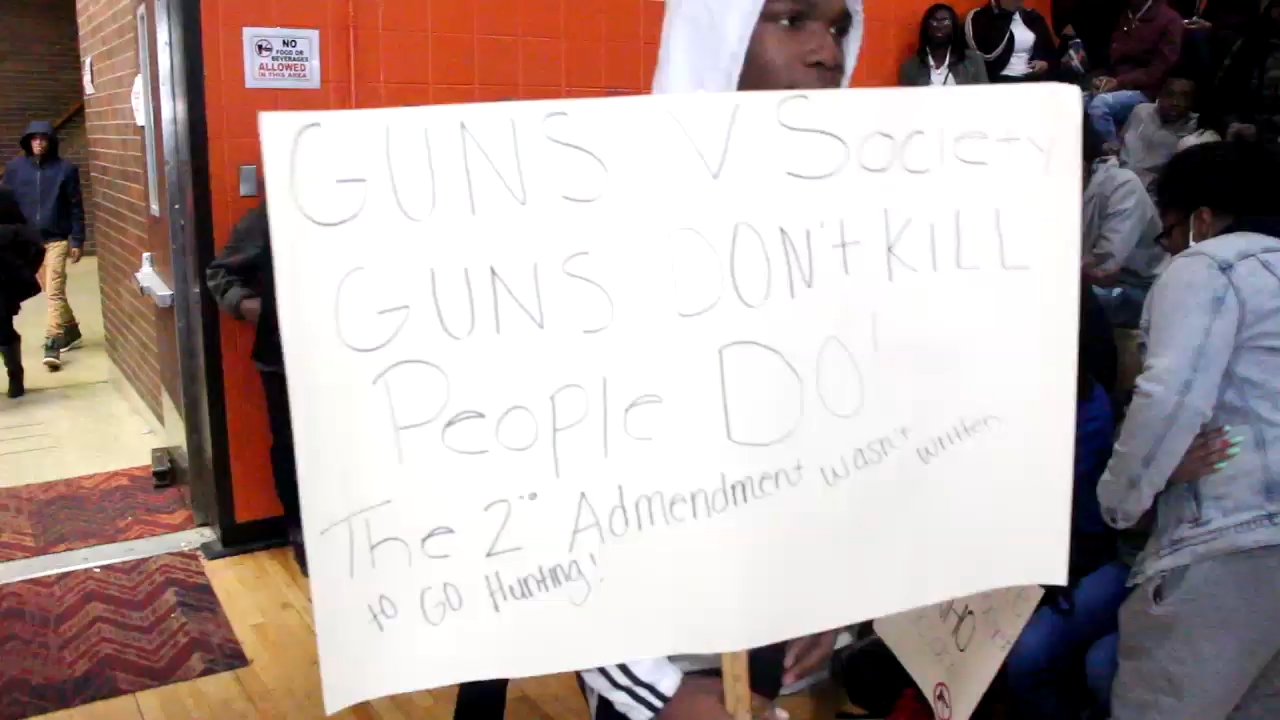 NO
FOOD OR
BEVERAGES
ALLOWED
IN THIS AREA
GUNS V Society
GUNS DON't KILL
People DO!
The 2" Admendment wasn't written
to GO Hunting!